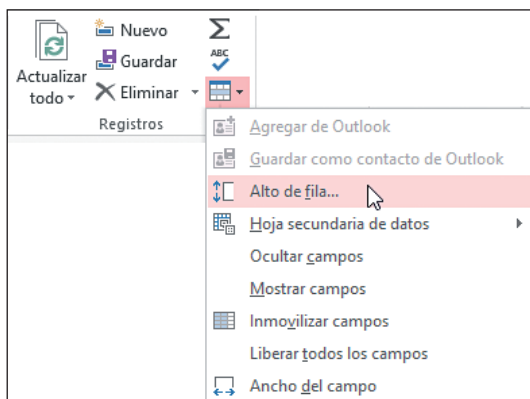 Nuevo
Guardar
Eliminar
Actualizar
todo
ABC
Registros
Agregar de Outlook
Guardar como contacto de Outlook
Alto de fila...
Hoja secundaria de datos
Ocultar campos
Mostrar campos
Inmovilizar campos
Liberar todos los campos
Ancho del campo